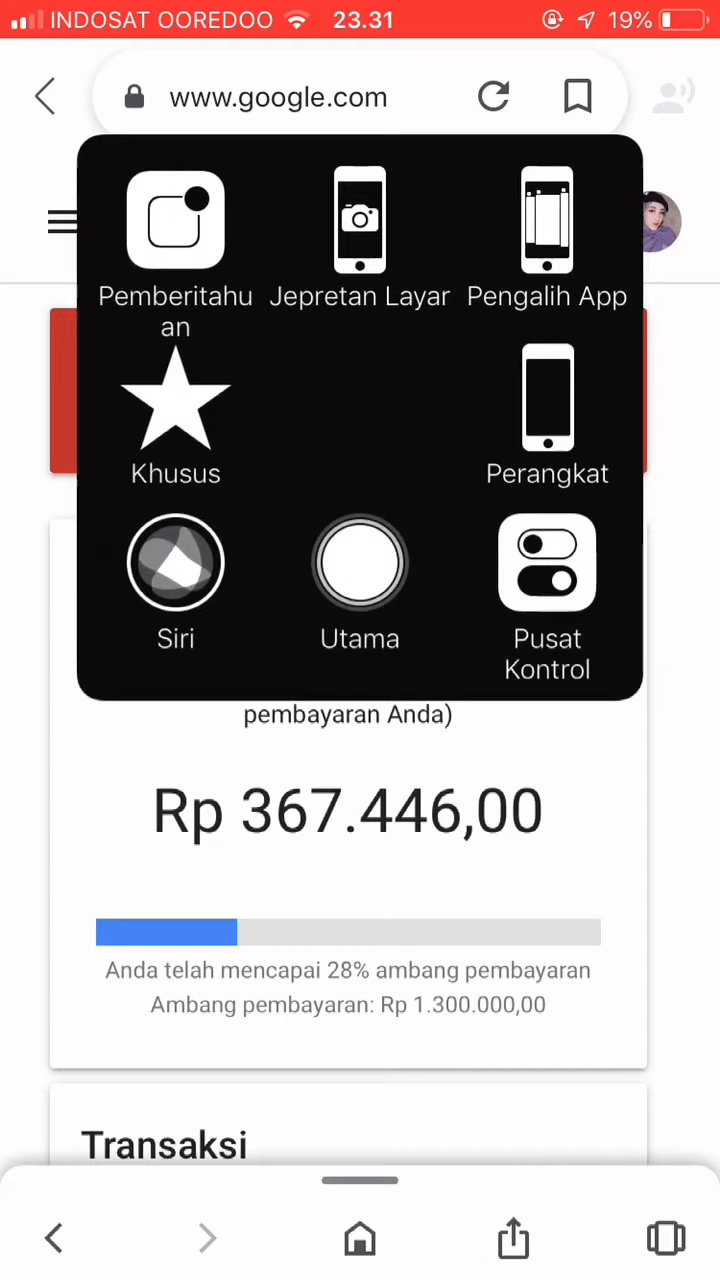 INDOSAT OOREDOO 23.31 19%
www.google.com
Pemberitahu
an
Jepretan Layar
Pengalih App
Khusus
Perangkat
Siri
Utama
Pusat
Kontrol
pembayaran Anda)
Rp 367.446,00
Anda telah mencapai 28% ambang pembayaran
Ambang pembayaran: Rp 1.300.000,00
Transaksi